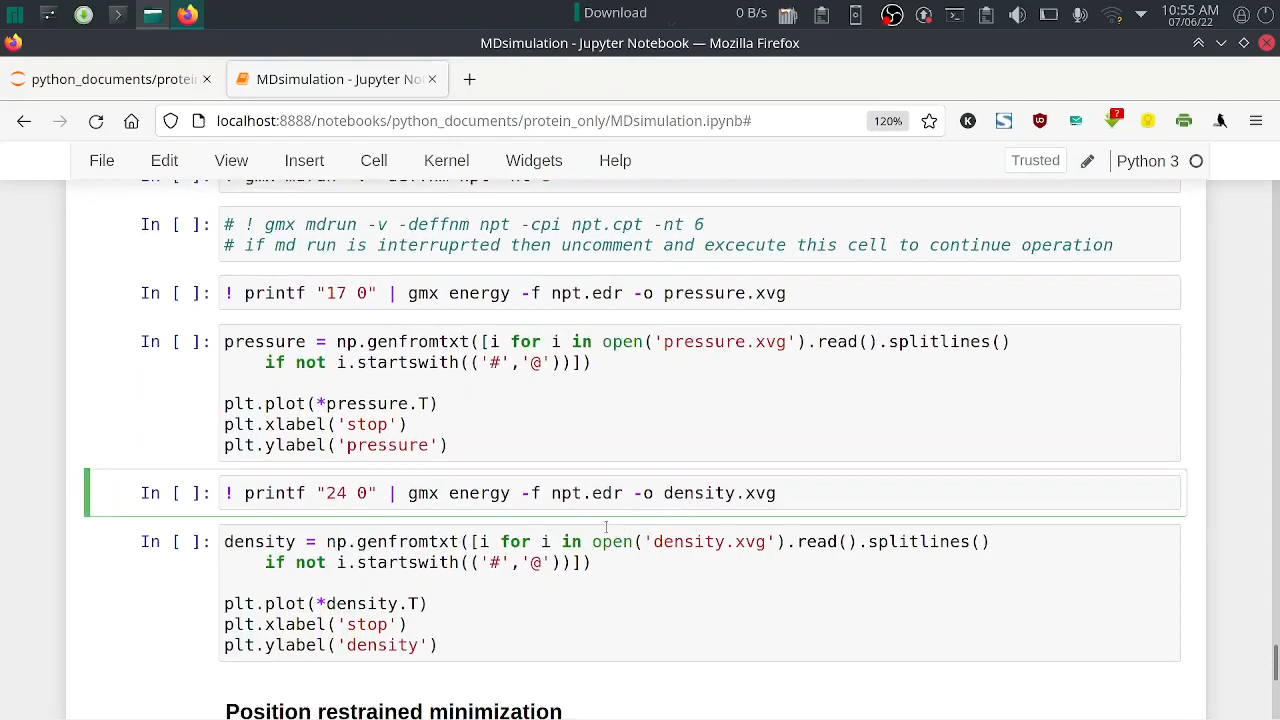 Download
0 B/s
10:55 AM
07/06/22
MDsimulation - Jupyter Notebook — Mozilla Firefox
python_documents/protein
MDsimulation - Jupyter No
localhost:8888/notebooks/python_documents/protein_only/MDsimulation.ipynb#
120%
File Edit View Insert Cell Kernel Widgets Help
Trusted
Python 3
In [ ]: # ! gmx mdrun -v -deffnm npt -cpi npt.cpt -nt 6
# if md run is interuprted then uncomment and excecute this cell to continue operation
In [ ]: ! printf "17 0" | gmx energy -f npt.edr -o pressure.xvg
In [ ]: pressure = np.genfromtxt([i for i in open('pressure.xvg').read().splitlines()
if not i.startswith(('#','@'))])
plt.plot(*pressure.T)
plt.xlabel('stop')
plt.ylabel('pressure')
In [ ]: ! printf "24 0" | gmx energy -f npt.edr -o density.xvg
In [ ]: density = np.genfromtxt([i for i in open('density.xvg').read().splitlines()
if not i.startswith(('#','@'))])
plt.plot(*density.T)
plt.xlabel('stop')
plt.ylabel('density')
Position restrained minimization